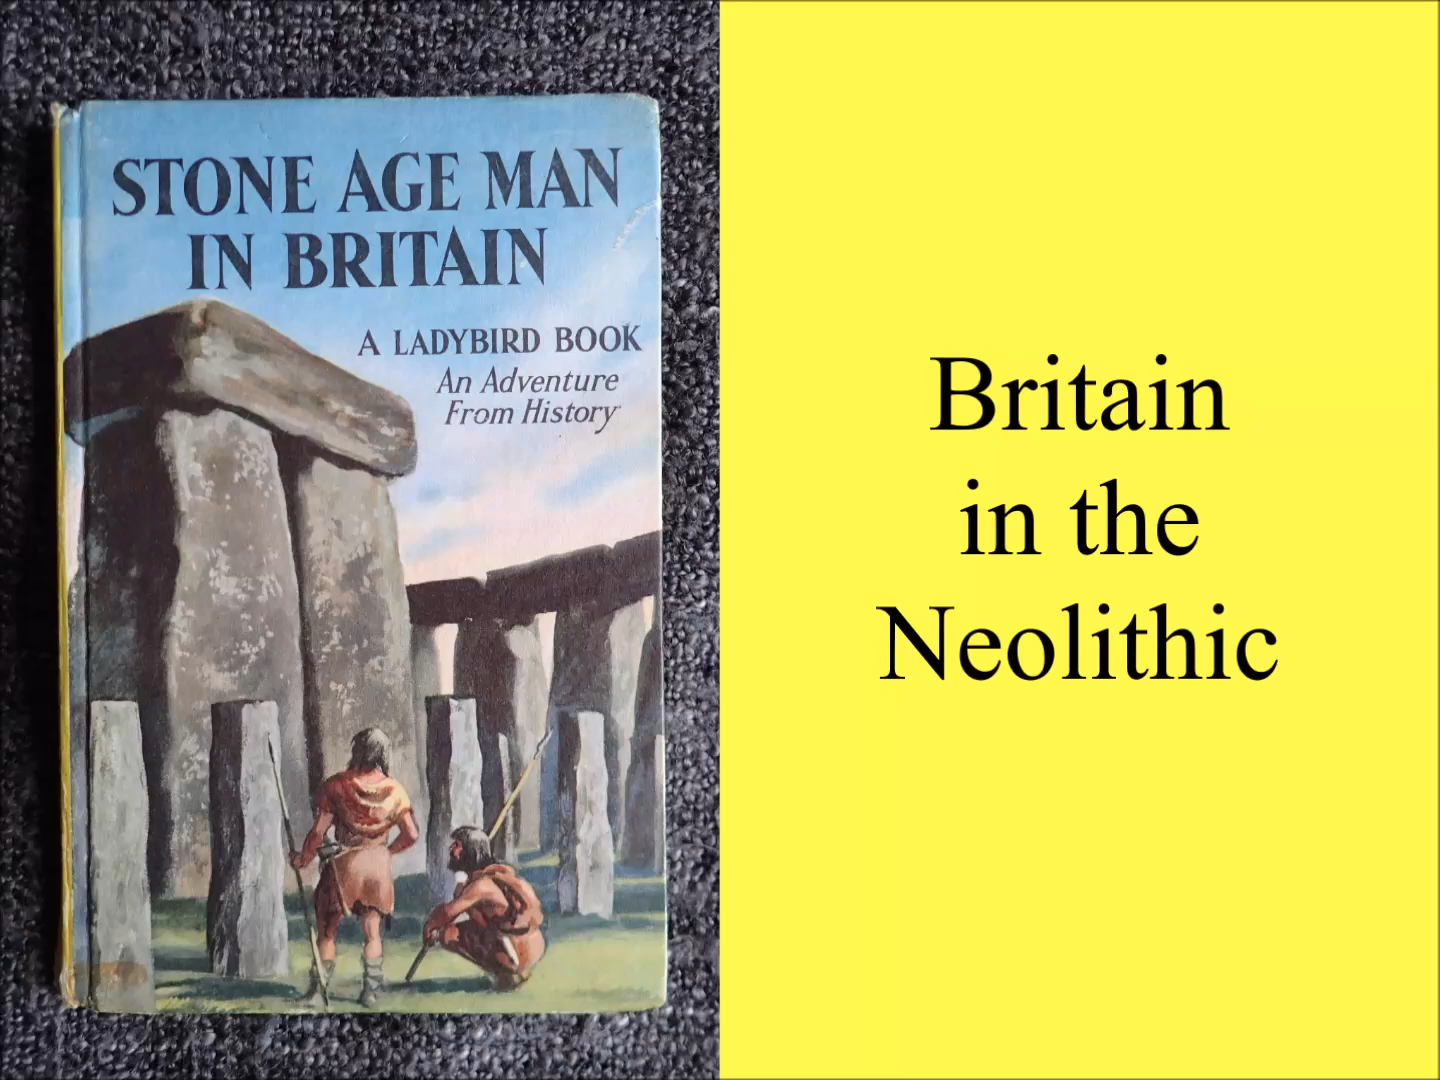 STONE AGE MAN
IN BRITAIN
A LADYBIRD BOOK
An Adventure
From History
Britain
in the
Neolithic